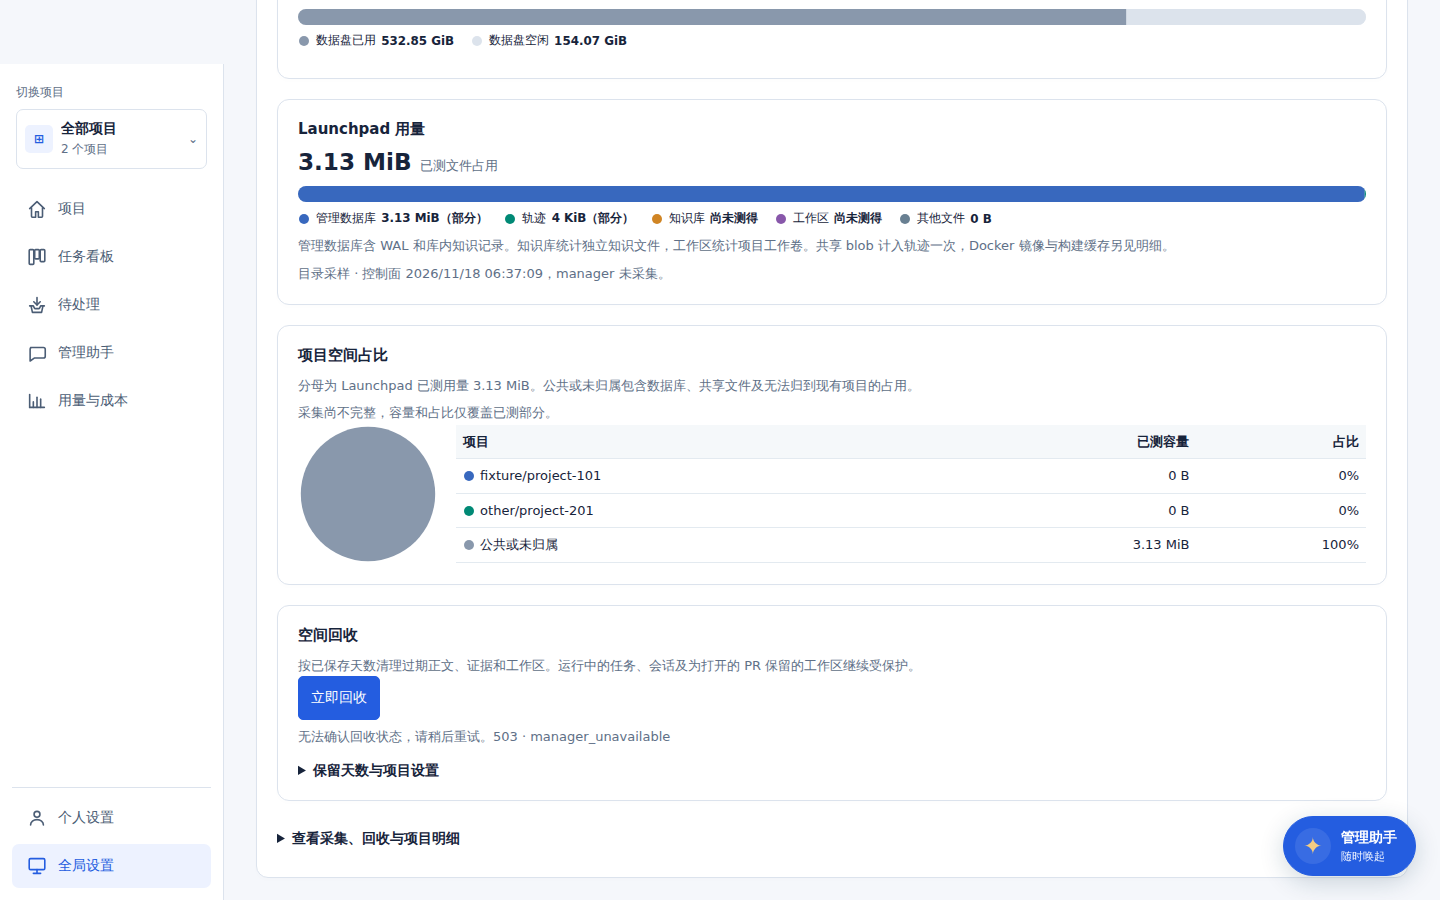 数据盘已用 532.85 GiB 数据盘空闲 154.07 GiB
切换项目
全部项目
2 个项目
项目
任务看板
待处理
管理助手
用量与成本
个人设置
全局设置
Launchpad 用量
3.13 MiB 已测文件占用
管理数据库 3.13 MiB（部分） 轨迹 4 KiB（部分） 知识库 尚未测得 工作区 尚未测得 其他文件 0 B
管理数据库含 WAL 和库内知识记录。知识库统计独立知识文件，工作区统计项目工作卷。共享 blob 计入轨迹一次，Docker 镜像与构建缓存另见明细。
目录采样 · 控制面 2026/11/18 06:37:09，manager 未采集。
项目空间占比
分母为 Launchpad 已测用量 3.13 MiB。公共或未归属包含数据库、共享文件及无法归到现有项目的占用。
采集尚不完整，容量和占比仅覆盖已测部分。
项目 已测容量 占比
fixture/project-101 0 B 0%
other/project-201 0 B 0%
公共或未归属 3.13 MiB 100%
空间回收
按已保存天数清理过期正文、证据和工作区。运行中的任务、会话及为打开的 PR 保留的工作区继续受保护。
立即回收
无法确认回收状态，请稍后重试。503 · manager_unavailable
保留天数与项目设置
查看采集、回收与项目明细
管理助手
随时唤起